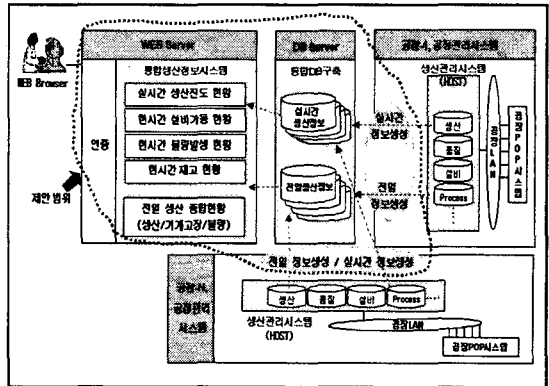 WEB Server
DB Server
공장-1, 공정관리시스템
WEB Browser
통합생산정보시스템
통합DB구축
생산관리시스템
(HOST)
인증
실시간 생산진도 현황
현시간 설비가동 현황
현시간 불량발생 현황
현시간 재고 현황
전일 생산 종합현황
(생산/기계고장/불량)
제안 범위
실시간
생산정보
전일생산정보
실시간
정보생성
전일
정보생성
생산
품질
설비
Process
공장LAN
공장POP시스템
전일 정보생성 / 실시간 정보생성
공장-N,
공정관리
시스템
생산
품질
설비
Process
생산관리시스템
(HOST)
공장LAN
공장POP시스템